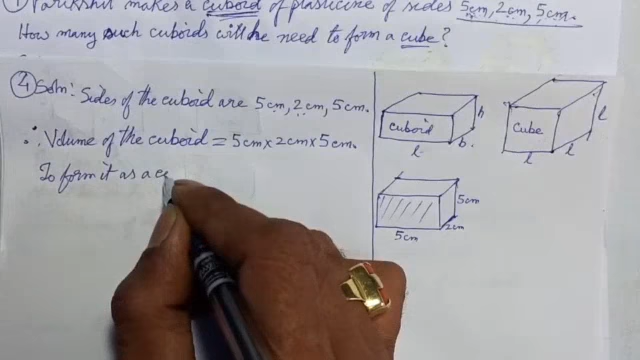 Parikshit makes a cuboid of plasticine of sides 5cm, 2cm, 5cm.
How many such cuboids will he need to form a cube?
④ Soln: Sides of the cuboid are 5cm, 2cm, 5cm.
∴ Volume of the cuboid = 5cm × 2cm × 5cm.
To form it as a c
cuboid
h
b.
l
Cube
l
l
l
5cm
2cm
5cm